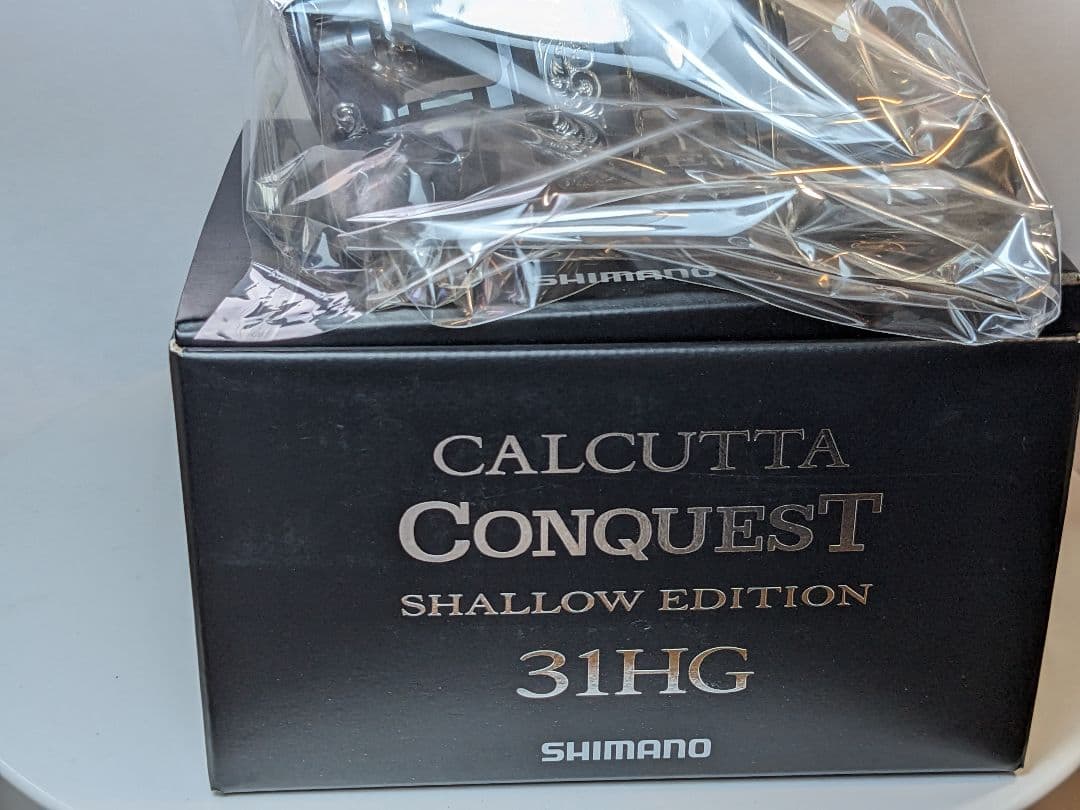 SHIMANO
CALCUTTA
CONQUEST
SHALLOW EDITION
31HG
SHIMANO